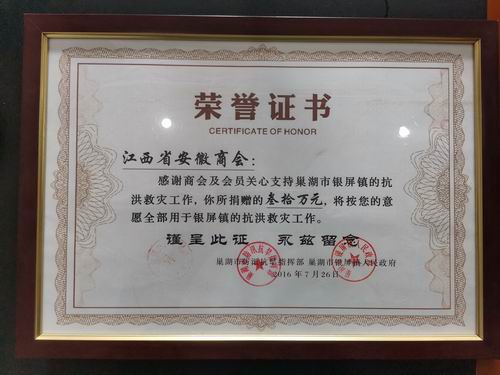 荣誉证书
CERTIFICATE OF HONOR
江西省安徽商会：
感谢商会及会员关心支持巢湖市银屏镇的抗
洪救灾工作，你所捐赠的叁拾万元，将按您的意
愿全部用于银屏镇的抗洪救灾工作。
谨呈此证 永兹留念
巢湖市防汛抗旱指挥部 巢湖市银屏镇人民政府
2016年7月26日